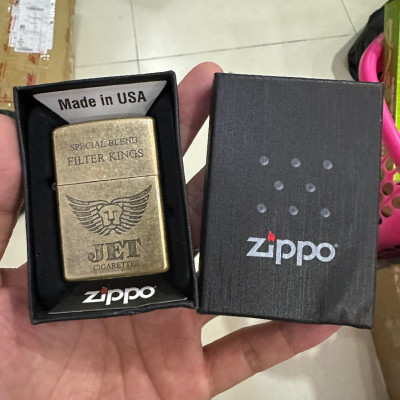 Made in USA
SPECIAL BLEND
FILTER KINGS
JET
CIGARETTES
zippo
zippo